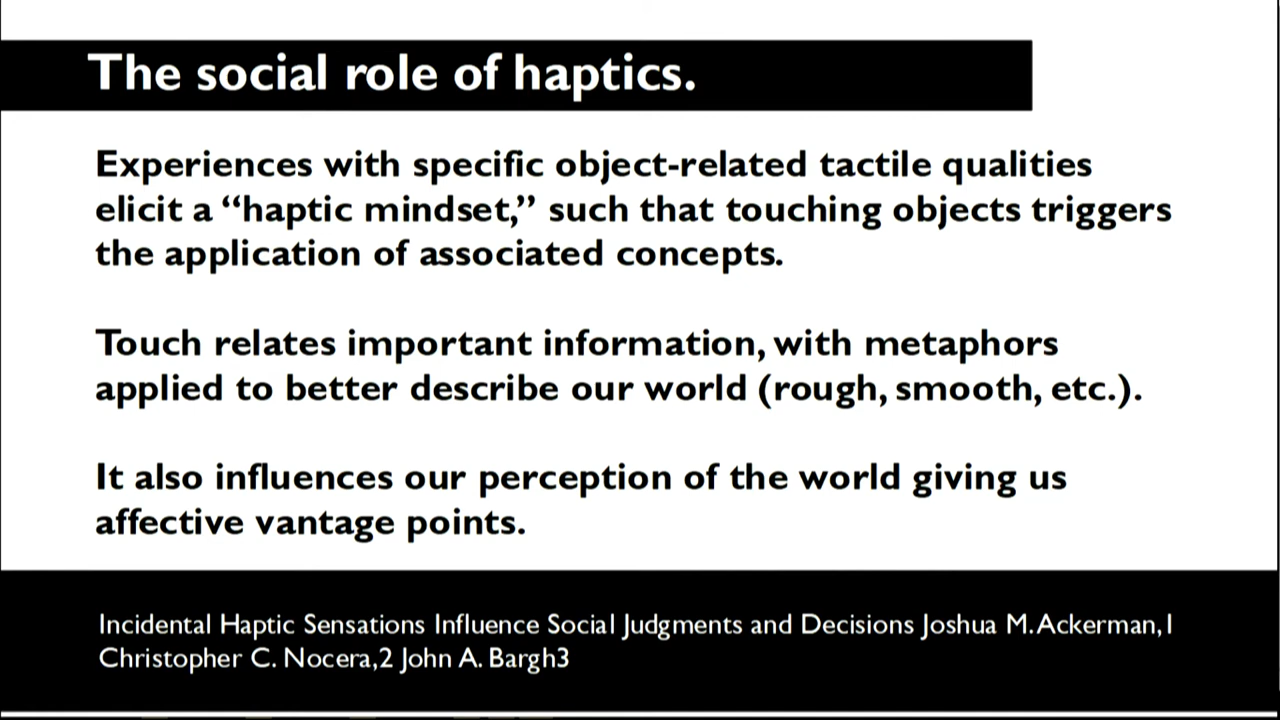 The social role of haptics.
Experiences with specific object-related tactile qualities
elicit a “haptic mindset,” such that touching objects triggers
the application of associated concepts.
Touch relates important information, with metaphors
applied to better describe our world (rough, smooth, etc.).
It also influences our perception of the world giving us
affective vantage points.
Incidental Haptic Sensations Influence Social Judgments and Decisions Joshua M. Ackerman,1
Christopher C. Nocera,2 John A. Bargh3